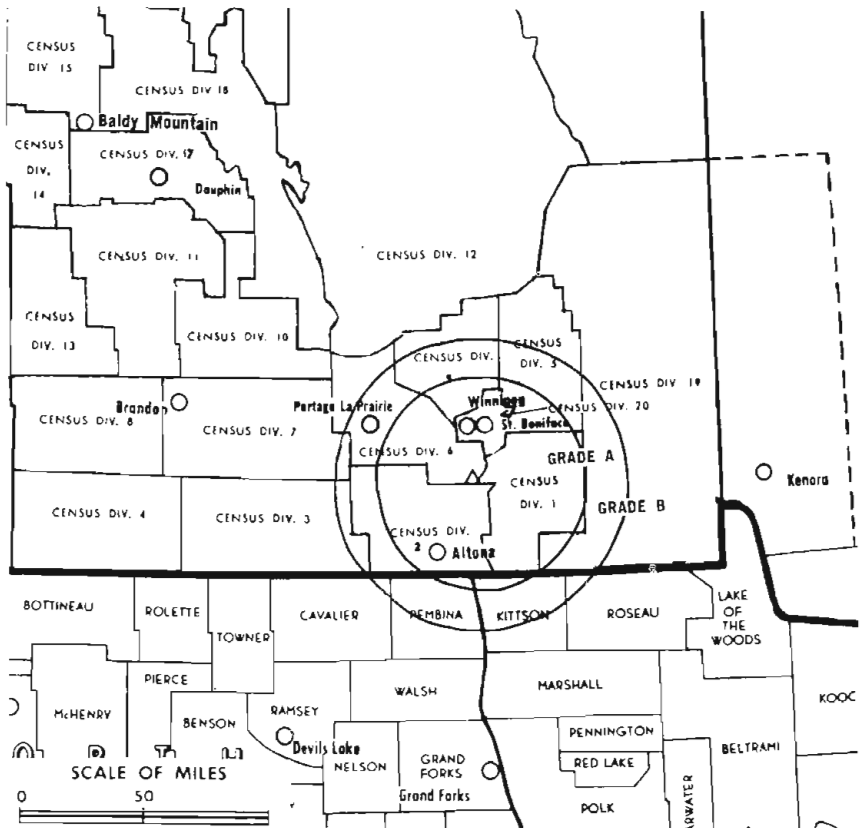 CENSUS
DIV 15
CENSUS DIV 16
Baldy Mountain
CENSUS
DIV.
14
CENSUS DIV. 17
Dauphin
CENSUS DIV. 11
CENSUS DIV. 12
CENSUS
DIV. 13
CENSUS DIV. 10
CENSUS DIV.
CENSUS
DIV. 5
CENSUS DIV 19
Brandon
CENSUS DIV. 8
CENSUS DIV. 7
Portage La Prairie
Winnipeg
CENSUS DIV. 20
St. Boniface
CENSUS DIV. 6
GRADE A
CENSUS
DIV. 1
GRADE B
Kenora
CENSUS DIV. 4
CENSUS DIV. 3
CENSUS DIV.
2
Altona
BOTTINEAU
ROLETTE
TOWNER
CAVALIER
PEMBINA
KITTSON
ROSEAU
LAKE
OF
THE
WOODS
PIERCE
McHENRY
BENSON
RAMSEY
WALSH
MARSHALL
KOOC
Devils Lake
NELSON
GRAND
FORKS
Grand Forks
PENNINGTON
RED LAKE
POLK
BELTRAMI
ARWATER
SCALE OF MILES
0 50